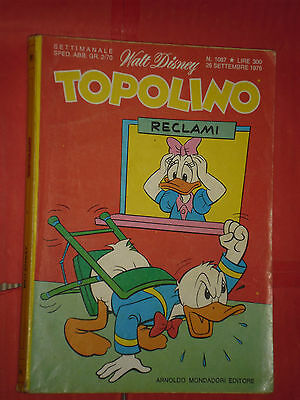 SETTIMANALE
SPED. ABB. GR. 2/70
Walt Disney
N. 1087 ★ LIRE 300
26 SETTEMBRE 1976
TOPOLINO
RECLAMI
ARNOLDO MONDADORI EDITORE